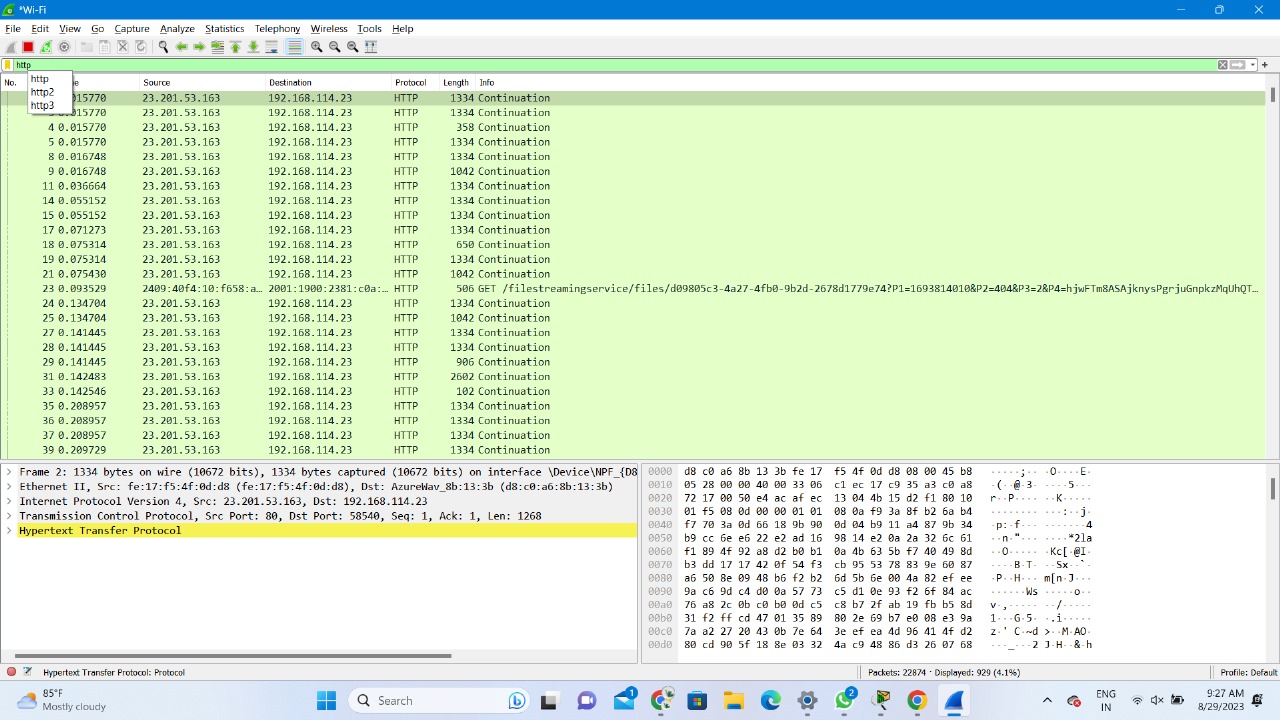 *Wi-Fi
File Edit View Go Capture Analyze Statistics Telephony Wireless Tools Help
http
No. Source Destination Protocol Length Info
http
http2
http3
015770 23.201.53.163 192.168.114.23 HTTP 1334 Continuation
3 0.015770 23.201.53.163 192.168.114.23 HTTP 1334 Continuation
4 0.015770 23.201.53.163 192.168.114.23 HTTP 358 Continuation
5 0.015770 23.201.53.163 192.168.114.23 HTTP 1334 Continuation
8 0.016748 23.201.53.163 192.168.114.23 HTTP 1334 Continuation
9 0.016748 23.201.53.163 192.168.114.23 HTTP 1042 Continuation
11 0.036664 23.201.53.163 192.168.114.23 HTTP 1334 Continuation
14 0.055152 23.201.53.163 192.168.114.23 HTTP 1334 Continuation
15 0.055152 23.201.53.163 192.168.114.23 HTTP 1334 Continuation
17 0.071273 23.201.53.163 192.168.114.23 HTTP 1334 Continuation
18 0.075314 23.201.53.163 192.168.114.23 HTTP 650 Continuation
19 0.075314 23.201.53.163 192.168.114.23 HTTP 1334 Continuation
21 0.075430 23.201.53.163 192.168.114.23 HTTP 1042 Continuation
23 0.093529 2409:40f4:10:f658:a… 2001:1900:2381:c0a:… HTTP 506 GET /filestreamingservice/files/d09805c3-4a27-4fb0-9b2d-2678d1779e74?P1=1693814010&P2=404&P3=2&P4=hjwFTm8ASAjknysPgrjuGnpkzMqUhQT…
24 0.134704 23.201.53.163 192.168.114.23 HTTP 1334 Continuation
25 0.134704 23.201.53.163 192.168.114.23 HTTP 1042 Continuation
27 0.141445 23.201.53.163 192.168.114.23 HTTP 1334 Continuation
28 0.141445 23.201.53.163 192.168.114.23 HTTP 1334 Continuation
29 0.141445 23.201.53.163 192.168.114.23 HTTP 906 Continuation
31 0.142483 23.201.53.163 192.168.114.23 HTTP 2602 Continuation
33 0.142546 23.201.53.163 192.168.114.23 HTTP 102 Continuation
35 0.208957 23.201.53.163 192.168.114.23 HTTP 1334 Continuation
36 0.208957 23.201.53.163 192.168.114.23 HTTP 1334 Continuation
37 0.208957 23.201.53.163 192.168.114.23 HTTP 1334 Continuation
39 0.209729 23.201.53.163 192.168.114.23 HTTP 1334 Continuation
Frame 2: 1334 bytes on wire (10672 bits), 1334 bytes captured (10672 bits) on interface \Device\NPF_{D8
Ethernet II, Src: fe:17:f5:4f:0d:d8 (fe:17:f5:4f:0d:d8), Dst: AzureWav_8b:13:3b (d8:c0:a6:8b:13:3b)
Internet Protocol Version 4, Src: 23.201.53.163, Dst: 192.168.114.23
Transmission Control Protocol, Src Port: 80, Dst Port: 58540, Seq: 1, Ack: 1, Len: 1268
Hypertext Transfer Protocol
0000 d8 c0 a6 8b 13 3b fe 17 f5 4f 0d d8 08 00 45 b8 ·····;·· ·O····E·
0010 05 28 00 00 40 00 33 06 c1 ec 17 c9 35 a3 c0 a8 ·(··@·3· ····5···
0020 72 17 00 50 e4 ac af ec 13 04 4b 15 d2 f1 80 10 r··P···· ··K·····
0030 01 f5 08 0d 00 00 01 01 08 0a f9 3a 8f b2 6a b4 ········ ···:··j·
0040 f7 70 3a 0d 66 18 9b 90 04 04 b9 11 a4 87 9b 34 ·p:·f··· ·······4
0050 b9 cc 6e e6 22 e2 ad 16 98 14 e2 0a 2a 32 6c 61 ··n·"··· ····*2la
0060 f1 89 4f 92 a8 d2 b0 b1 0a 4b 63 5b f7 40 49 8d ··O····· ·Kc[·@I·
0070 b3 dd 17 17 42 0f 54 f3 cb 95 53 78 83 9e 60 87 ····B·T· ··Sx··`·
0080 a6 50 8e 09 48 b6 f2 b2 6d 5b 6e 00 4a 82 ef ee ·P··H··· m[n·J···
0090 9a c6 9d c4 d0 0a 57 73 c5 d1 0e 93 f2 6f 84 ac ······Ws ·····o··
00a0 76 a8 2c 0b c0 b0 0d c5 c8 b7 2f ab 19 fb b5 8d v·,····· ··/·····
00b0 31 f2 ff cd 47 01 35 89 80 2e 69 b7 e0 08 e3 9a 1···G·5· ·.i·····
00c0 7a a2 27 20 43 0b 7e 64 3e ef ea 4d 96 41 4f d2 z·' C·~d >··M·AO·
00d0 80 cd 90 5f 18 8e 03 32 4a c9 48 86 d3 26 07 68 ···_···2 J·H··&·h
Hypertext Transfer Protocol: Protocol Packets: 22874 · Displayed: 929 (4.1%) Profile: Default
85°F
Mostly cloudy
Search
1
2
ENG
IN
9:27 AM
8/29/2023